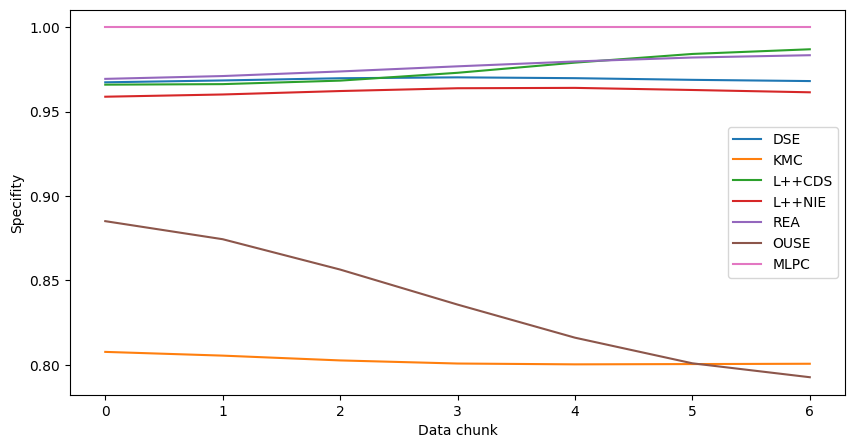 1.00
0.95
0.90
0.85
0.80
Specifity
0 1 2 3 4 5 6
Data chunk
DSE
KMC
L++CDS
L++NIE
REA
OUSE
MLPC